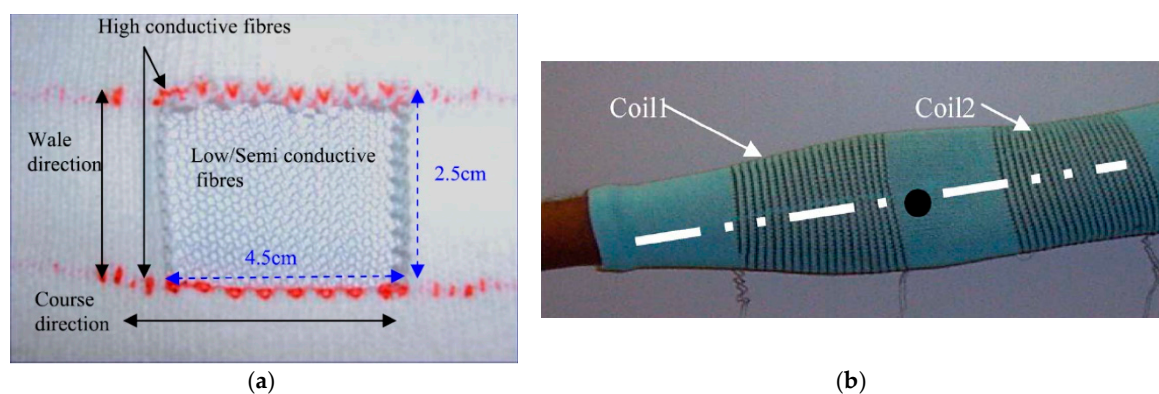 High conductive fibres
Wale
direction
Low/Semi conductive
fibres
2.5cm
4.5cm
Course
direction
(a)
Coil1
Coil2
(b)